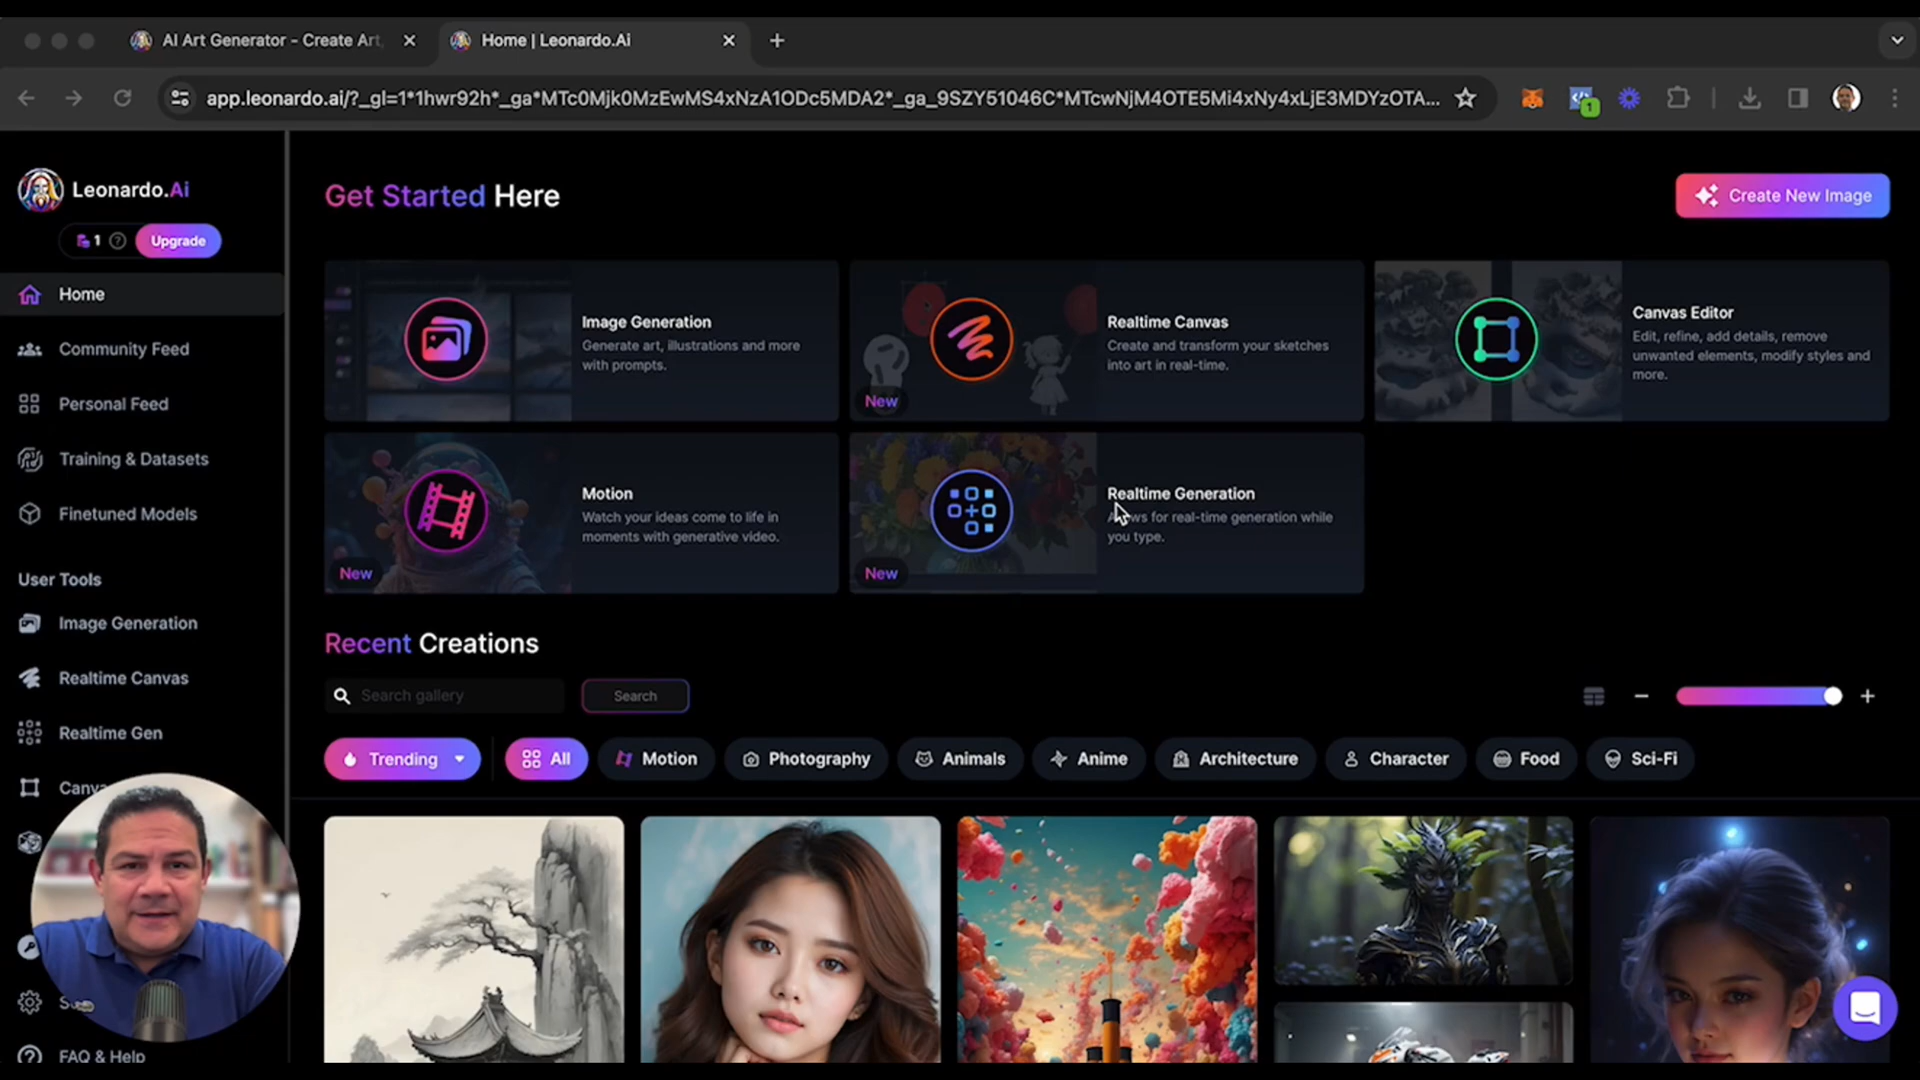 AI Art Generator - Create Art,
Home | Leonardo.Ai
app.leonardo.ai/?_gl=1*1hwr92h*_ga*MTc0Mjk0MzEwMS4xNzA1ODc5MDA2*_ga_9SZY51046C*MTcwNjM4OTE5Mi4xNy4xLjE3MDYzOTA...
1
Leonardo.Ai
1 ? Upgrade
Home
Community Feed
Personal Feed
Training & Datasets
Finetuned Models
User Tools
Image Generation
Realtime Canvas
Realtime Gen
FAQ & Help
Get Started Here
Create New Image
Image Generation
Generate art, illustrations and more
with prompts.
Realtime Canvas
Create and transform your sketches
into art in real-time.
New
Canvas Editor
Edit, refine, add details, remove
unwanted elements, modify styles and
more.
Motion
Watch your ideas come to life in
moments with generative video.
New
Realtime Generation
for real-time generation while
you type.
New
Recent Creations
Search gallery
Search
Trending
All
Motion
Photography
Animals
Anime
Architecture
Character
Food
Sci-Fi